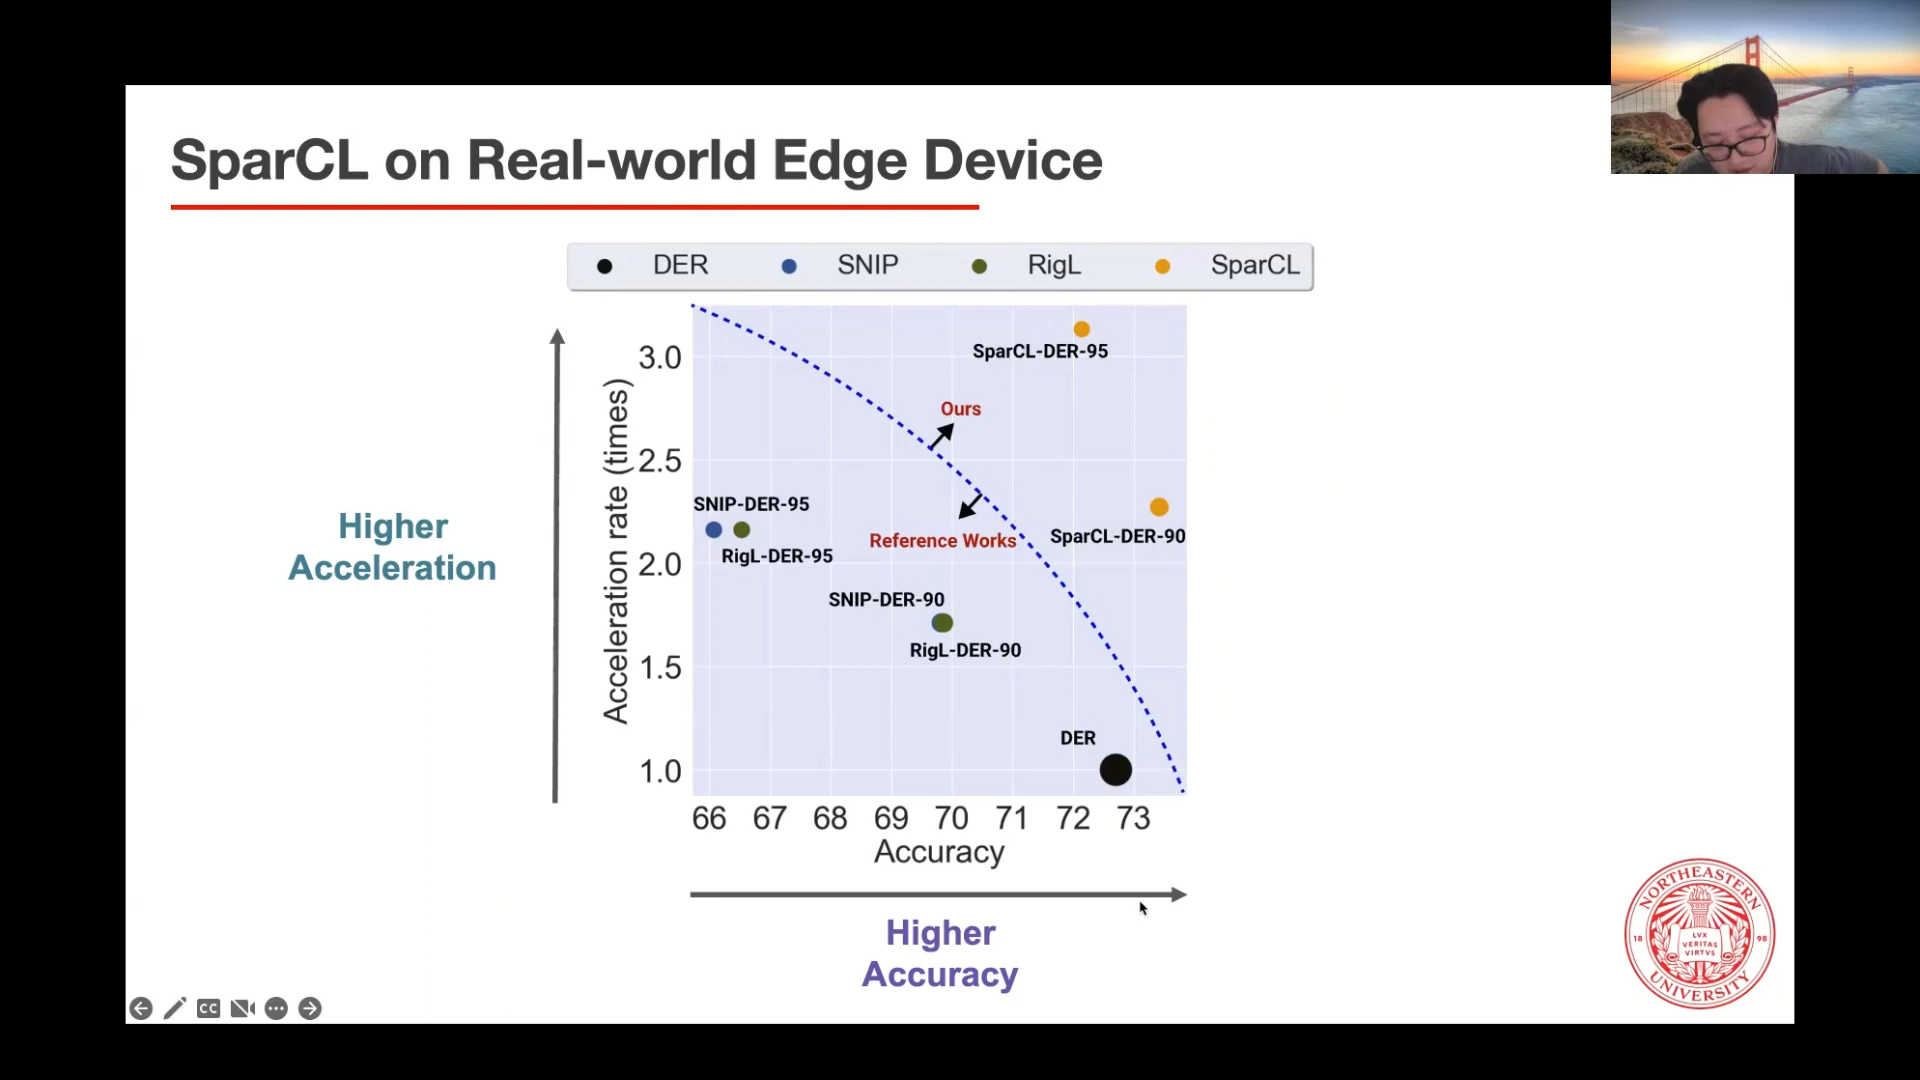 SparCL on Real-world Edge Device
DER SNIP RigL SparCL
3.0
2.5
2.0
1.5
1.0
Acceleration rate (times)
SparCL-DER-95
Ours
SNIP-DER-95
RigL-DER-95
Reference Works
SparCL-DER-90
SNIP-DER-90
RigL-DER-90
DER
66 67 68 69 70 71 72 73
Accuracy
Higher
Acceleration
Higher
Accuracy
NORTHEASTERN
UNIVERSITY
18 98
LVX
VERITAS
VIRTVS
CC